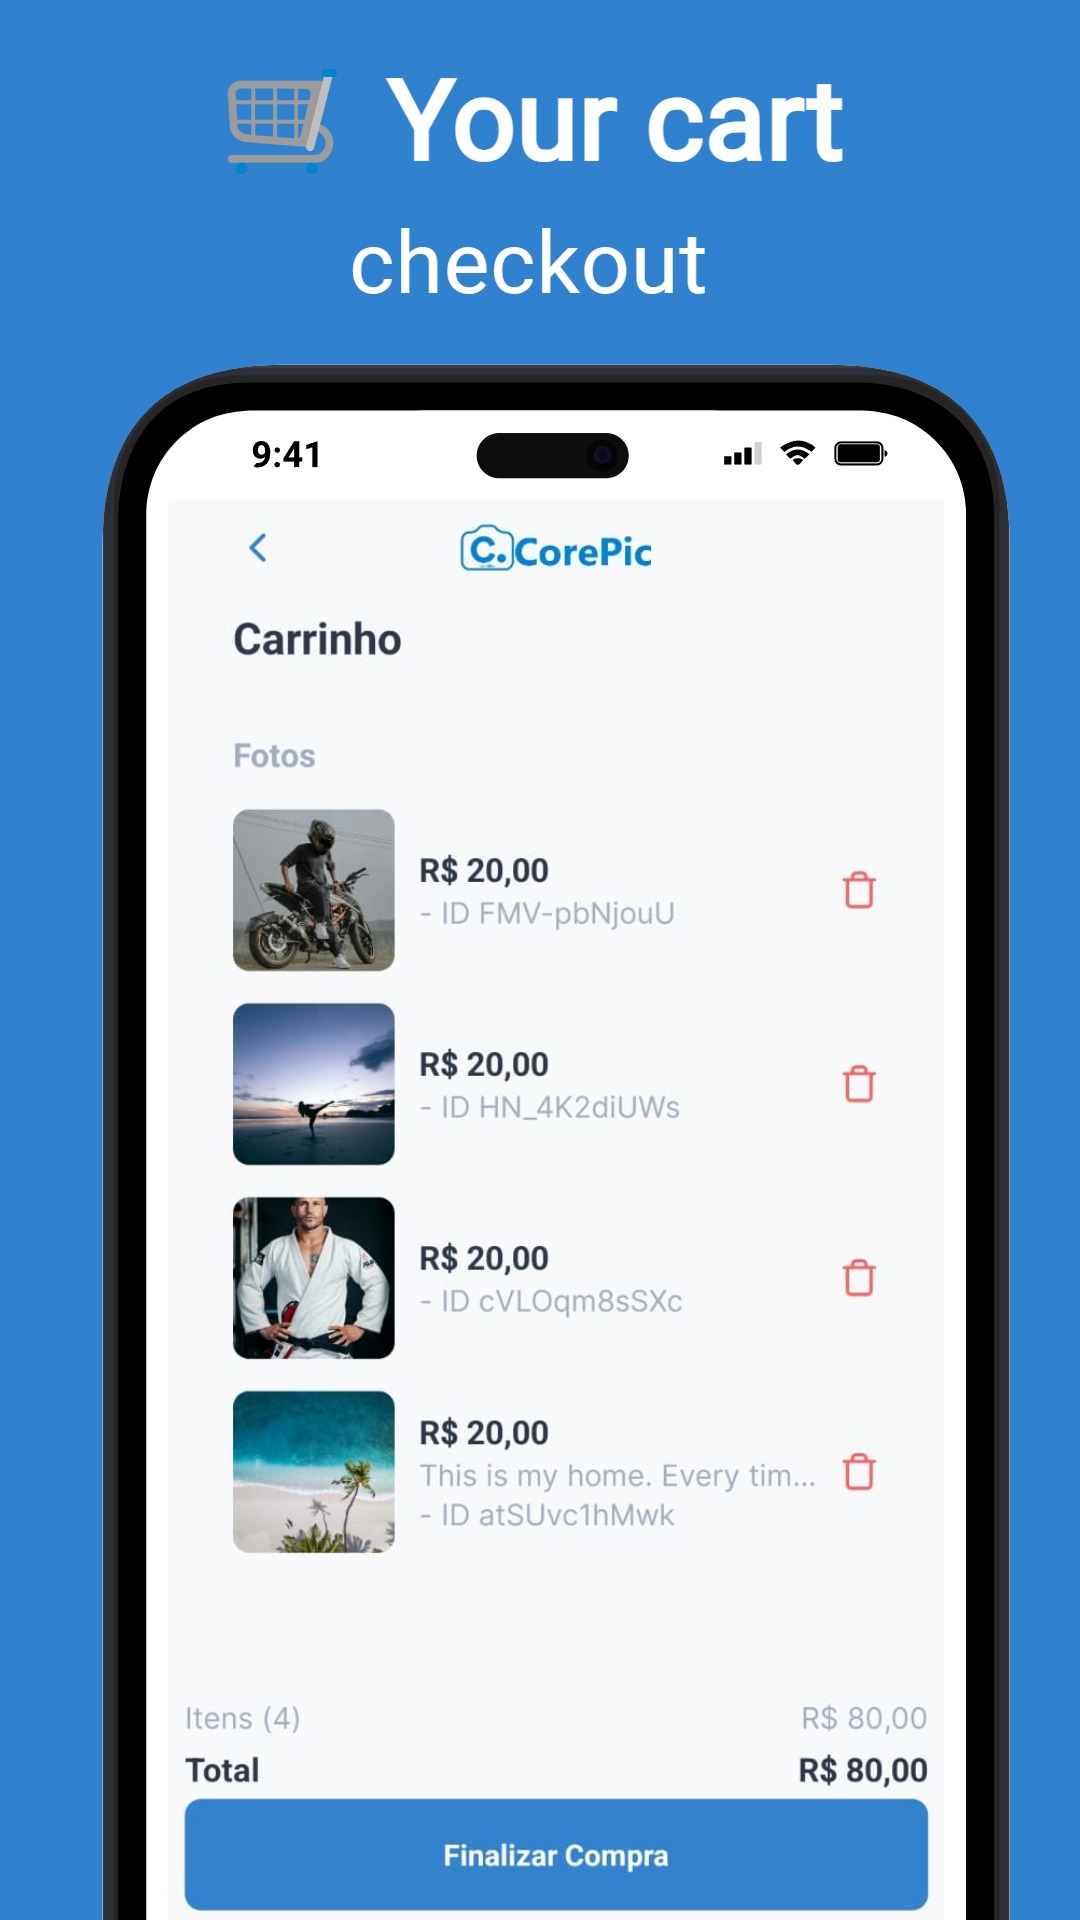 Your cart
checkout
9:41
C. CorePic
Carrinho
Fotos
R$ 20,00
- ID FMV-pbNjouU
R$ 20,00
- ID HN_4K2diUWs
R$ 20,00
- ID cVLOqm8sSXc
R$ 20,00
This is my home. Every tim...
- ID atSUvc1hMwk
Itens (4) R$ 80,00
Total R$ 80,00
Finalizar Compra